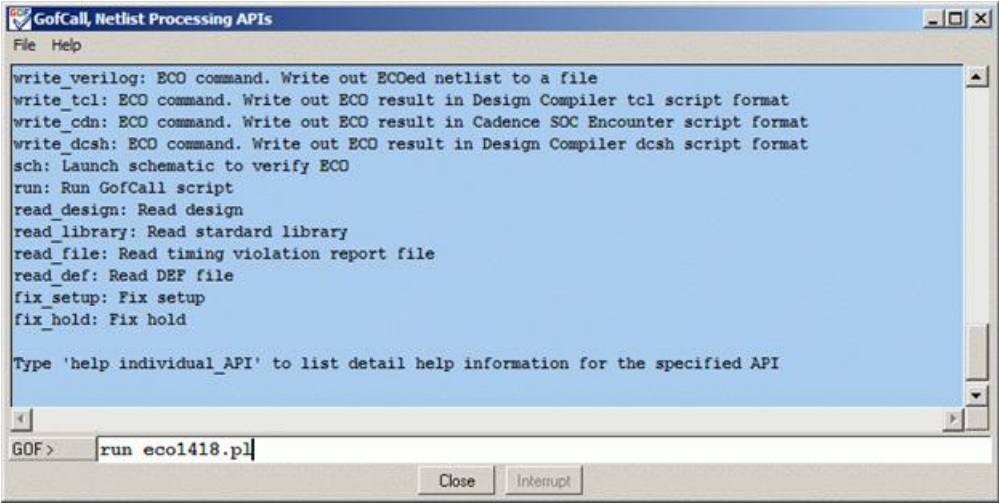 GofCall, Netlist Processing APIs
File Help
write_verilog: ECO command. Write out ECOed netlist to a file
write_tcl: ECO command. Write out ECO result in Design Compiler tcl script format
write_cdn: ECO command. Write out ECO result in Cadence SOC Encounter script format
write_dcsh: ECO command. Write out ECO result in Design Compiler dcsh script format
sch: Launch schematic to verify ECO
run: Run GofCall script
read_design: Read design
read_library: Read stardard library
read_file: Read timing violation report file
read_def: Read DEF file
fix_setup: Fix setup
fix_hold: Fix hold
Type 'help individual_API' to list detail help information for the specified API
GOF > run eco1418.pl
Close Interrupt